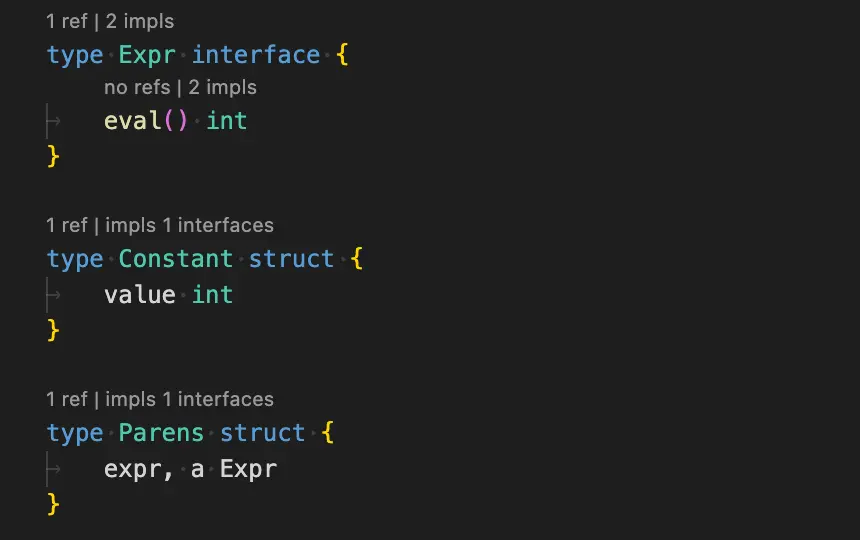 1 ref | 2 impls
type Expr interface {
no refs | 2 impls
eval() int
}
1 ref | impls 1 interfaces
type Constant struct {
value int
}
1 ref | impls 1 interfaces
type Parens struct {
expr, a Expr
}